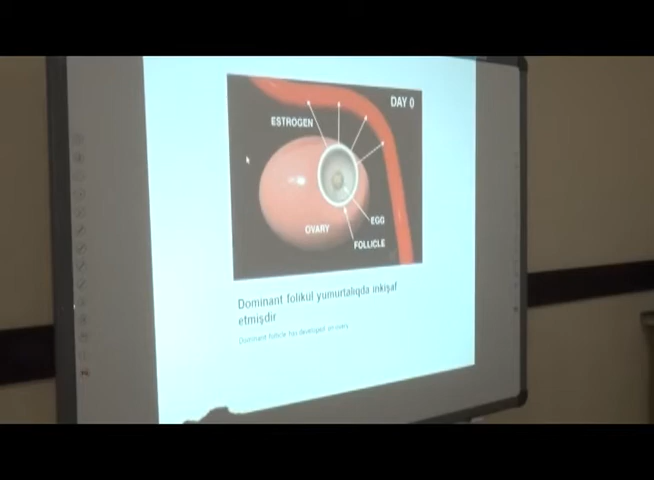 DAY 0
ESTROGEN
EGG
OVARY
FOLLICLE
Dominant folikul yumurtalıqda inkişaf
etmişdir
Dominant follicle has developed on ovary